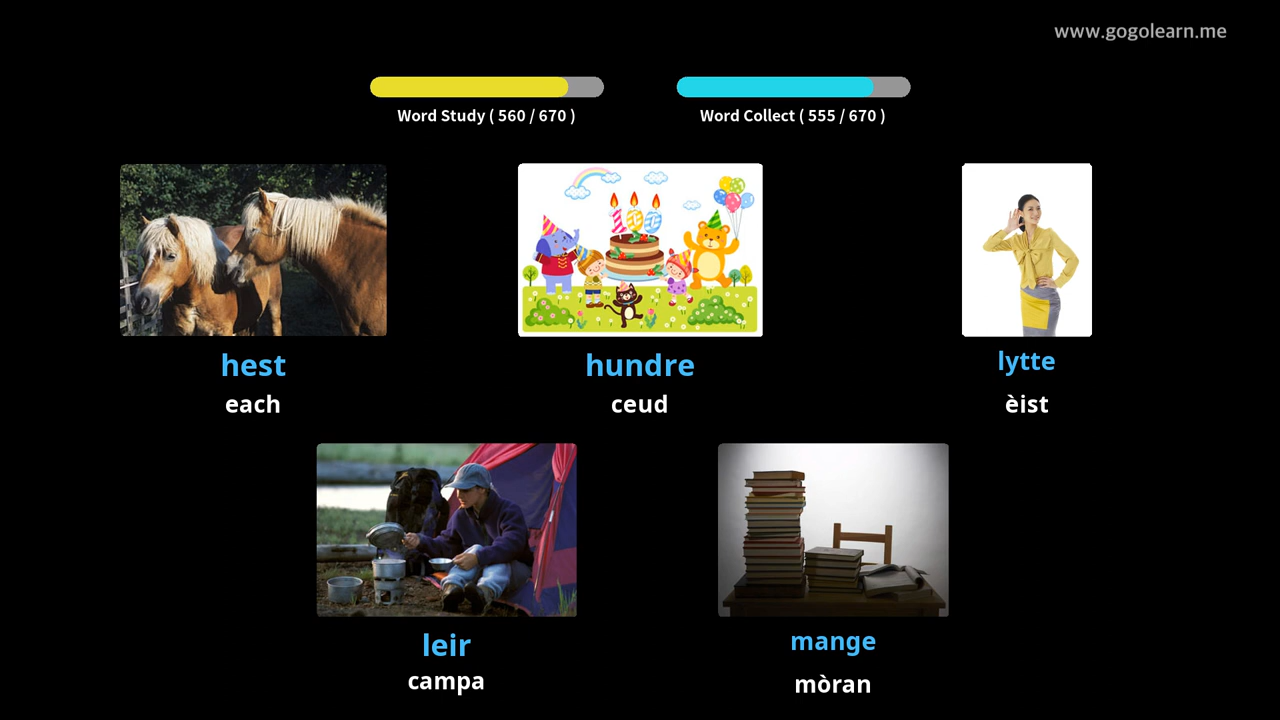 www.gogolearn.me
Word Study ( 560 / 670 )
Word Collect ( 555 / 670 )
100
hest
each
hundre
ceud
lytte
èist
leir
campa
mange
mòran